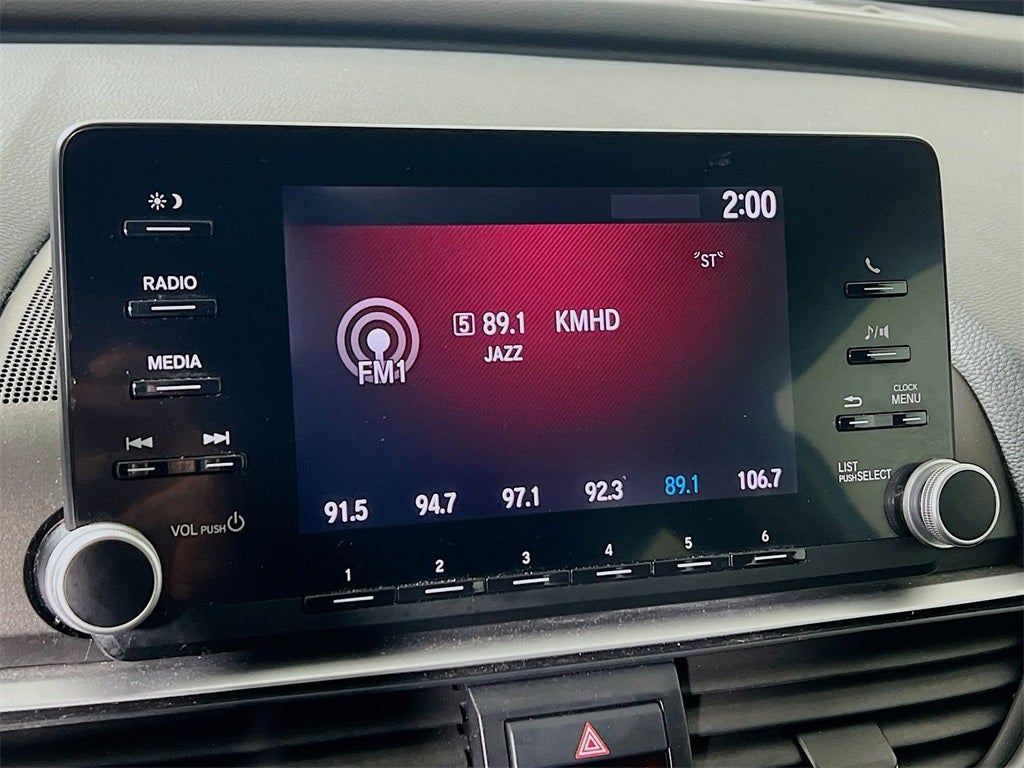 2:00
RADIO
"ST"
5 89.1 KMHD
JAZZ
FM1
MEDIA
CLOCK
MENU
LIST
PUSH SELECT
VOL PUSH
91.5 94.7 97.1 92.3 89.1 106.7
1 2 3 4 5 6